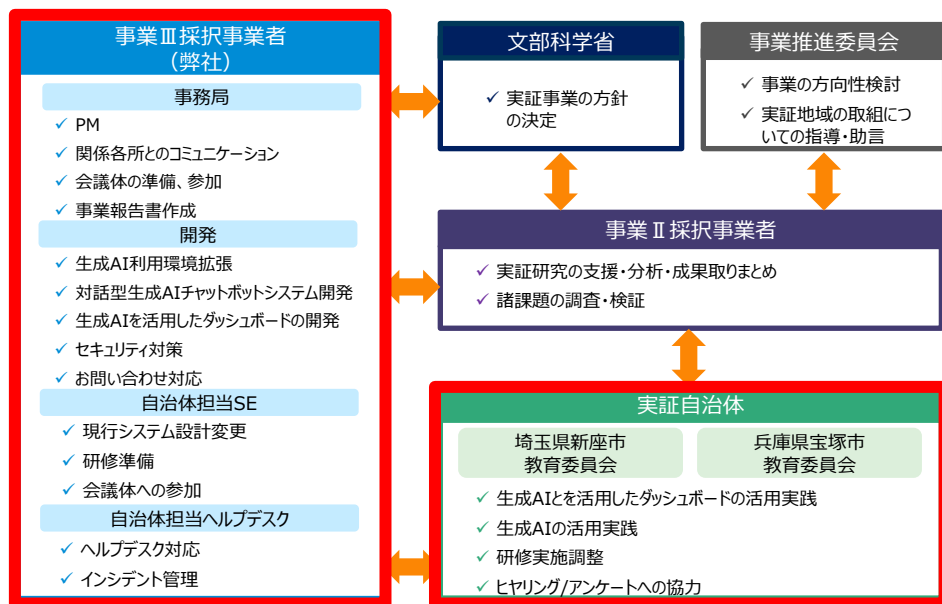 事業Ⅲ採択事業者
(弊社)
事務局
✓ PM
✓ 関係各所とのコミュニケーション
✓ 会議体の準備、参加
✓ 事業報告書作成
開発
✓ 生成AI利用環境拡張
✓ 対話型生成AIチャットボットシステム開発
✓ 生成AIを活用したダッシュボードの開発
✓ セキュリティ対策
✓ お問い合わせ対応
自治体担当SE
✓ 現行システム設計変更
✓ 研修準備
✓ 会議体への参加
自治体担当ヘルプデスク
✓ ヘルプデスク対応
✓ インシデント管理
文部科学省
✓ 実証事業の方針
の決定
事業推進委員会
✓ 事業の方向性検討
✓ 実証地域の取組につ
いての指導・助言
事業Ⅱ採択事業者
✓ 実証研究の支援・分析・成果取りまとめ
✓ 諸課題の調査・検証
実証自治体
埼玉県新座市
教育委員会
兵庫県宝塚市
教育委員会
✓ 生成AIとを活用したダッシュボードの活用実践
✓ 生成AIの活用実践
✓ 研修実施調整
✓ ヒヤリング/アンケートへの協力